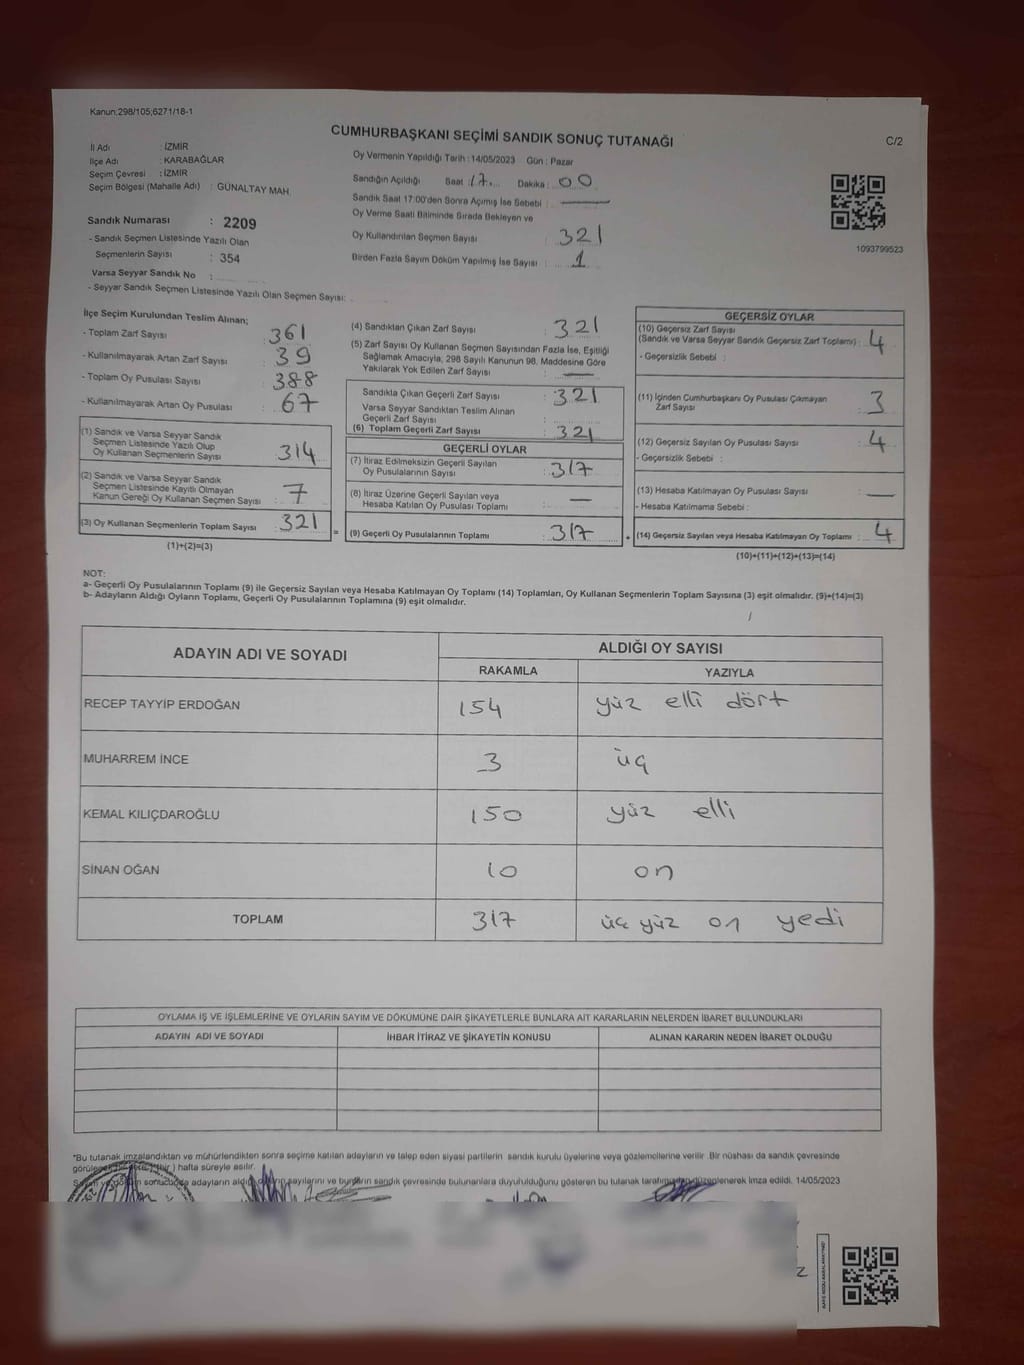 Kanun;298/105;6271/18-1
CUMHURBAŞKANI SEÇİMİ SANDIK SONUÇ TUTANAĞI
C/2
İl Adı : İZMİR
İlçe Adı : KARABAĞLAR
Seçim Çevresi : İZMİR
Seçim Bölgesi (Mahalle Adı) : GÜNALTAY MAH.
Sandık Numarası : 2209
- Sandık Seçmen Listesinde Yazılı Olan
Seçmenlerin Sayısı : 354
Varsa Seyyar Sandık No :
- Seyyar Sandık Seçmen Listesinde Yazılı Olan Seçmen Sayısı:
Oy Vermenin Yapıldığı Tarih : 14/05/2023 Gün : Pazar
Sandığın Açıldığı Saat 17 Dakika : 00
Sandık Saat 17:00'den Sonra Açımış İse Sebebi : —
Oy Verme Saati Bitiminde Sırada Bekleyen ve
Oy Kullandırılan Seçmen Sayısı : 321
Birden Fazla Sayım Döküm Yapılmış İse Sayısı : 1
1093799523
İlçe Seçim Kurulundan Teslim Alınan;
- Toplam Zarf Sayısı : 361
- Kullanılmayarak Artan Zarf Sayısı : 39
- Toplam Oy Pusulası Sayısı : 388
- Kullanılmayarak Artan Oy Pusulası : 67
(1) Sandık ve Varsa Seyyar Sandık
Seçmen Listesinde Yazılı Olup
Oy Kullanan Seçmenlerin Sayısı : 314
(2) Sandık ve Varsa Seyyar Sandık
Seçmen Listesinde Kayıtlı Olmayan
Kanun Gereği Oy Kullanan Seçmen Sayısı : 7
(3) Oy Kullanan Seçmenlerin Toplam Sayısı : 321
(1)+(2)=(3)
=
(4) Sandıktan Çıkan Zarf Sayısı : 321
(5) Zarf Sayısı Oy Kullanan Seçmen Sayısından Fazla İse, Eşitliği
Sağlamak Amacıyla, 298 Sayılı Kanunun 98. Maddesine Göre
Yakılarak Yok Edilen Zarf Sayısı : —
Sandıkta Çıkan Geçerli Zarf Sayısı : 321
Varsa Seyyar Sandıktan Teslim Alınan
Geçerli Zarf Sayısı :
(6) Toplam Geçerli Zarf Sayısı : 321
GEÇERLİ OYLAR
(7) İtiraz Edilmeksizin Geçerli Sayılan
Oy Pusulalarının Sayısı : 317
(8) İtiraz Üzerine Geçerli Sayılan veya
Hesaba Katılan Oy Pusulası Toplamı : —
(9) Geçerli Oy Pusulalarının Toplamı : 317
+
GEÇERSİZ OYLAR
(10) Geçersiz Zarf Sayısı
(Sandık ve Varsa Seyyar Sandık Geçersiz Zarf Toplamı) : 4
- Geçersizlik Sebebi :
(11) İçinden Cumhurbaşkanı Oy Pusulası Çıkmayan
Zarf Sayısı : 3
(12) Geçersiz Sayılan Oy Pusulası Sayısı : 4
- Geçersizlik Sebebi :
(13) Hesaba Katılmayan Oy Pusulası Sayısı : —
- Hesaba Katılmama Sebebi :
(14) Geçersiz Sayılan veya Hesaba Katılmayan Oy Toplamı : 4
(10)+(11)+(12)+(13)=(14)
NOT:
a- Geçerli Oy Pusulalarının Toplamı (9) ile Geçersiz Sayılan veya Hesaba Katılmayan Oy Toplamı (14) Toplamları, Oy Kullanan Seçmenlerin Toplam Sayısına (3) eşit olmalıdır. (9)+(14)=(3)
b- Adayların Aldığı Oyların Toplamı, Geçerli Oy Pusulalarının Toplamına (9) eşit olmalıdır.
ADAYIN ADI VE SOYADI ALDIĞI OY SAYISI
RAKAMLA YAZIYLA
RECEP TAYYİP ERDOĞAN 154 yüz elli dört
MUHARREM İNCE 3 üç
KEMAL KILIÇDAROĞLU 150 yüz elli
SİNAN OĞAN 10 on
TOPLAM 317 üç yüz on yedi
OYLAMA İŞ VE İŞLEMLERİNE VE OYLARIN SAYIM VE DÖKÜMÜNE DAİR ŞİKAYETLERLE BUNLARA AİT KARARLARIN NELERDEN İBARET BULUNDUKLARI
ADAYIN ADI VE SOYADI İHBAR İTİRAZ VE ŞİKAYETİN KONUSU ALINAN KARARIN NEDEN İBARET OLDUĞU
*Bu tutanak imzalandıktan ve mühürlendikten sonra seçime katılan adayların ve talep eden siyasi partilerin sandık kurulu üyelerine veya gözlemcilerine verilir .Bir nüshası da sandık çevresinde
) hafta süreyle asılır.
adayların aldığı sayılarını ve bunların sandık çevresinde bulunanlara duyulduğunu gösteren bu tutanak imza edildi. 14/05/2023